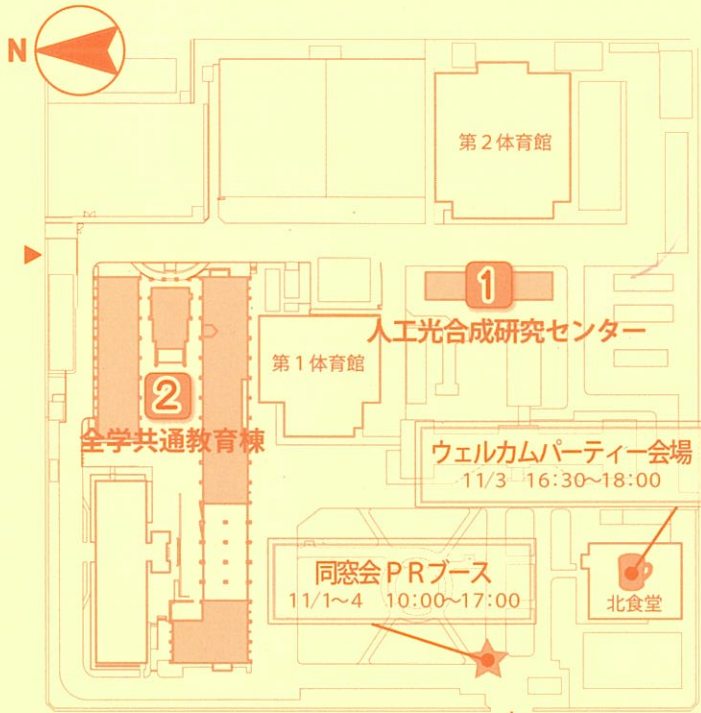 N
第2体育館
1
人工光合成研究センター
第1体育館
2
全学共通教育棟
ウェルカムパーティー会場
11/3 16:30~18:00
同窓会PRブース
11/1~4 10:00~17:00
北食堂